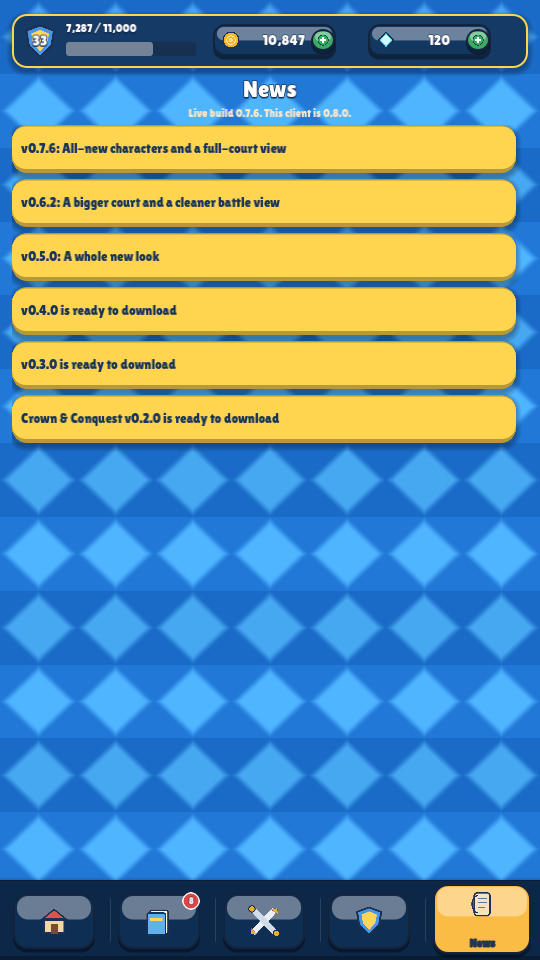 33
7,287 / 11,000
10,847
120
News
Live build 0.7.6. This client is 0.8.0.
v0.7.6: All-new characters and a full-court view
v0.6.2: A bigger court and a cleaner battle view
v0.5.0: A whole new look
v0.4.0 is ready to download
v0.3.0 is ready to download
Crown & Conquest v0.2.0 is ready to download
8
News